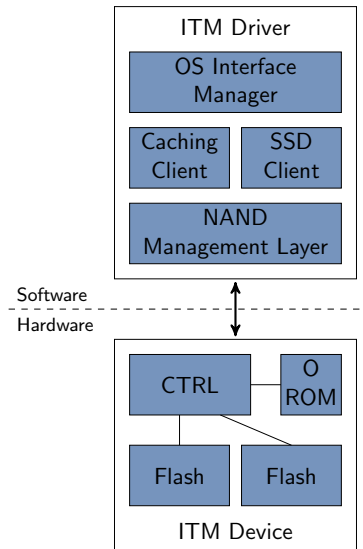 ITM Driver
OS Interface
Manager
Caching
Client
SSD
Client
NAND
Management Layer
Software
Hardware
CTRL
O
ROM
Flash
Flash
ITM Device